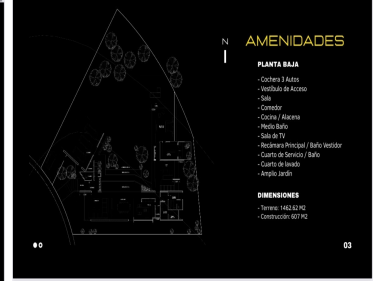 N
AMENIDADES
PLANTA BAJA
- Cochera 3 Autos
- Vestíbulo de Acceso
- Sala
- Comedor
- Cocina / Alacena
- Medio Baño
- Sala de TV
- Recámara Principal / Baño Vestidor
- Cuarto de Servicio / Baño
- Cuarto de lavado
- Amplio Jardín
DIMENSIONES
- Terreno: 1462.62 M2
- Construcción: 607 M2
03